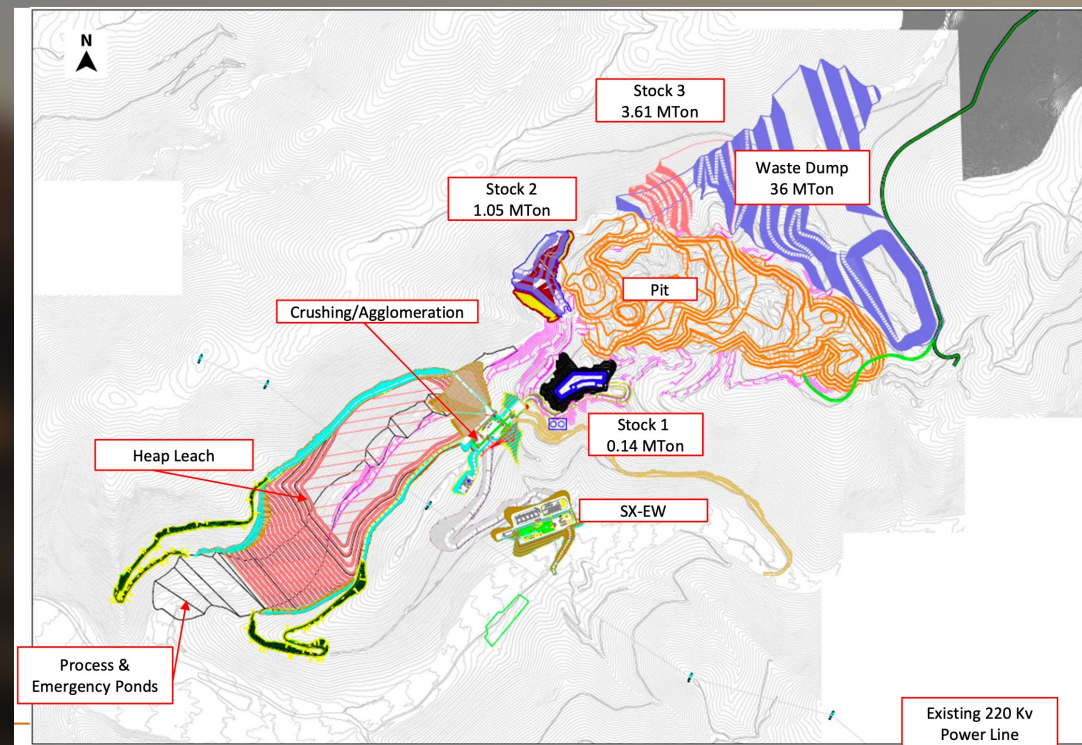 N
Stock 3
3.61 MTon
Waste Dump
36 MTon
Stock 2
1.05 MTon
Pit
Crushing/Agglomeration
Stock 1
0.14 MTon
Heap Leach
SX-EW
Process &
Emergency Ponds
Existing 220 Kv
Power Line